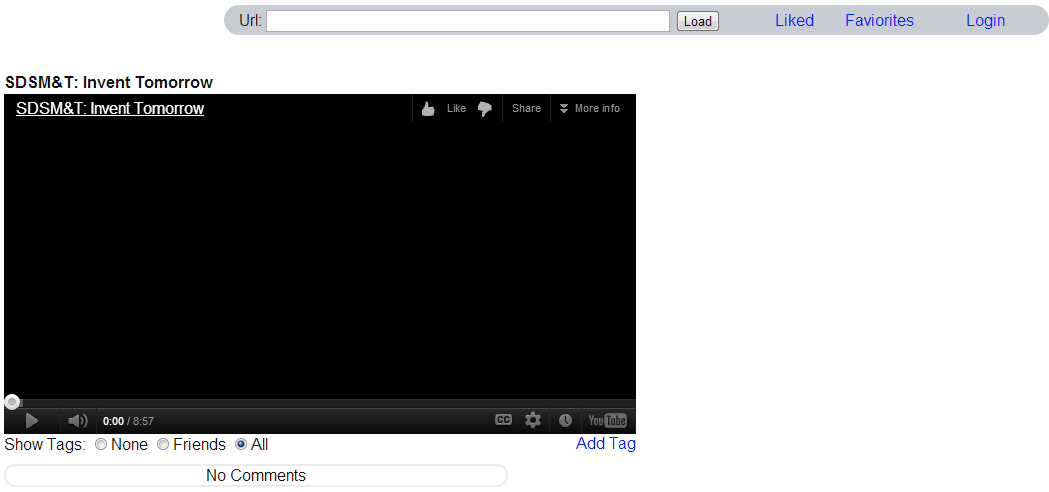 Url: Load Liked Faviorites Login
SDSM&T: Invent Tomorrow
SDSM&T: Invent Tomorrow Like Share More info
0:00 / 8:57 CC YouTube
Show Tags: None Friends All Add Tag
No Comments